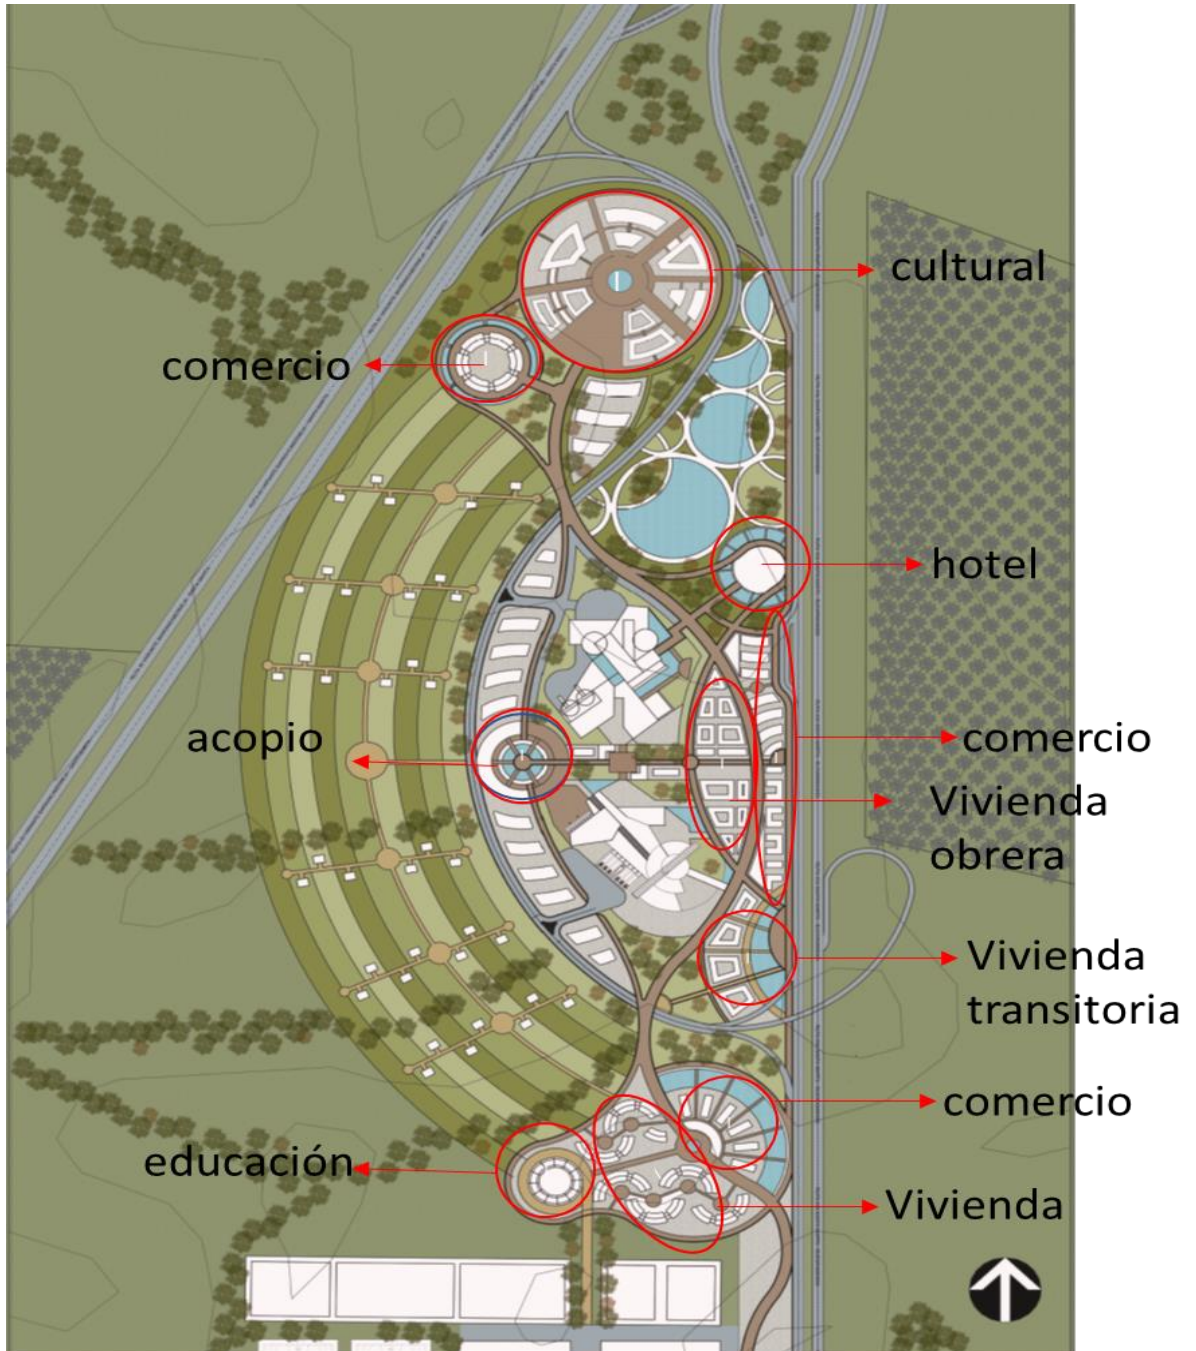 cultural
comercio
hotel
acopio
comercio
Vivienda
obrera
Vivienda
transitoria
comercio
educación
Vivienda